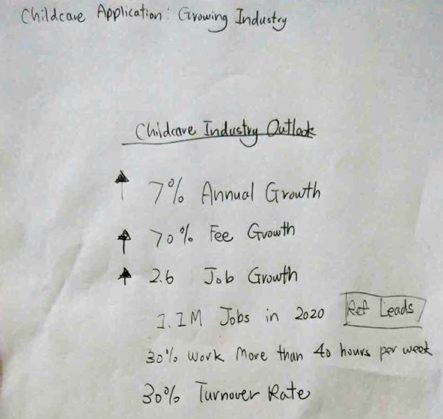 Childcare Application: Growing Industry
Childcare Industry Outlook
7% Annual Growth
70% Fee Growth
2.6 Job Growth
1.1M Jobs in 2020 Ref Leads
30% Work More than 40 hours per week
30% Turnover Rate